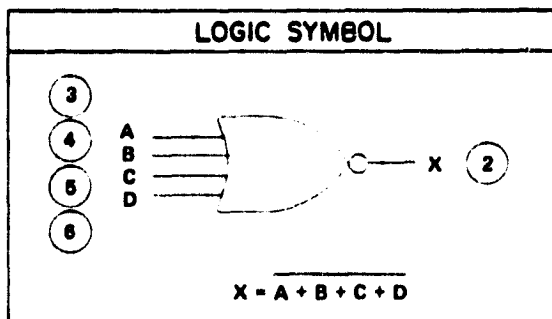 LOGIC SYMBOL
3
4 A
B
5 C
D
6
X 2
X = A + B + C + D